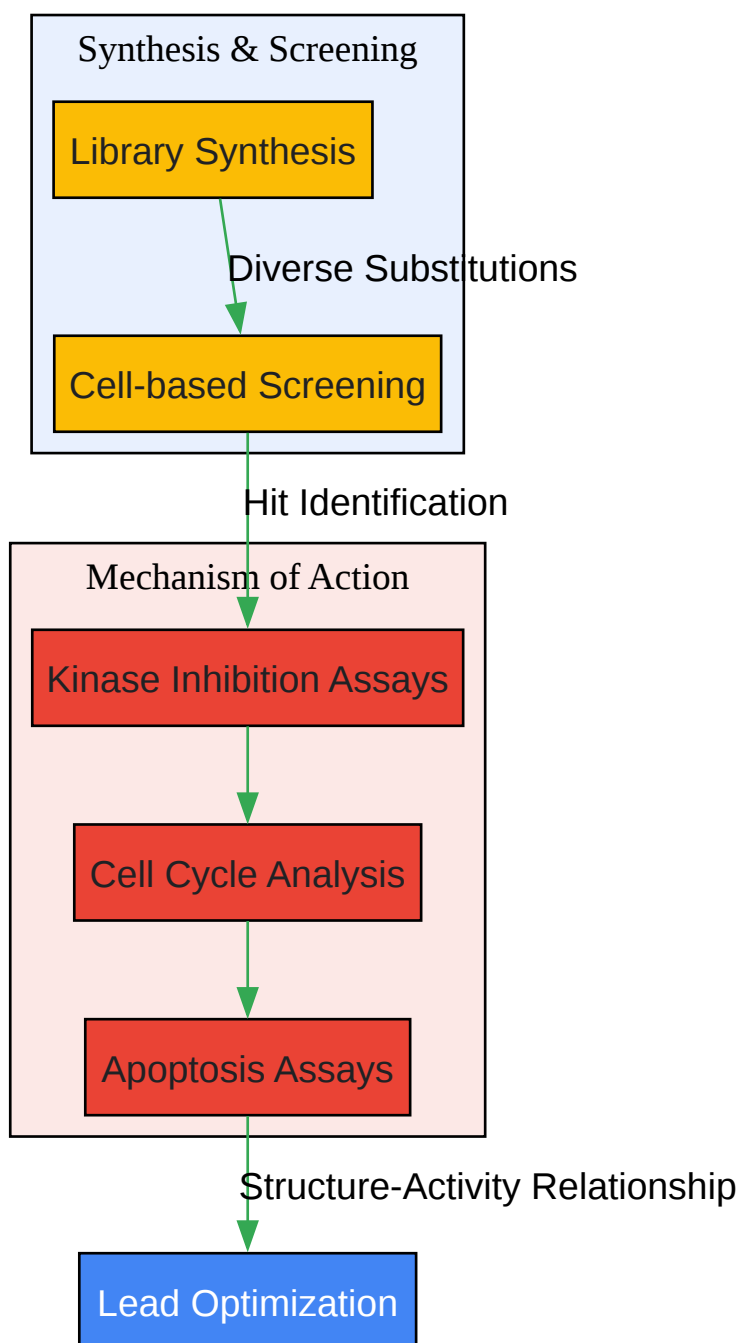 Synthesis & Screening
Library Synthesis
Diverse Substitutions
Cell-based Screening
Hit Identification
Mechanism of Action
Kinase Inhibition Assays
Cell Cycle Analysis
Apoptosis Assays
Structure-Activity Relationship
Lead Optimization